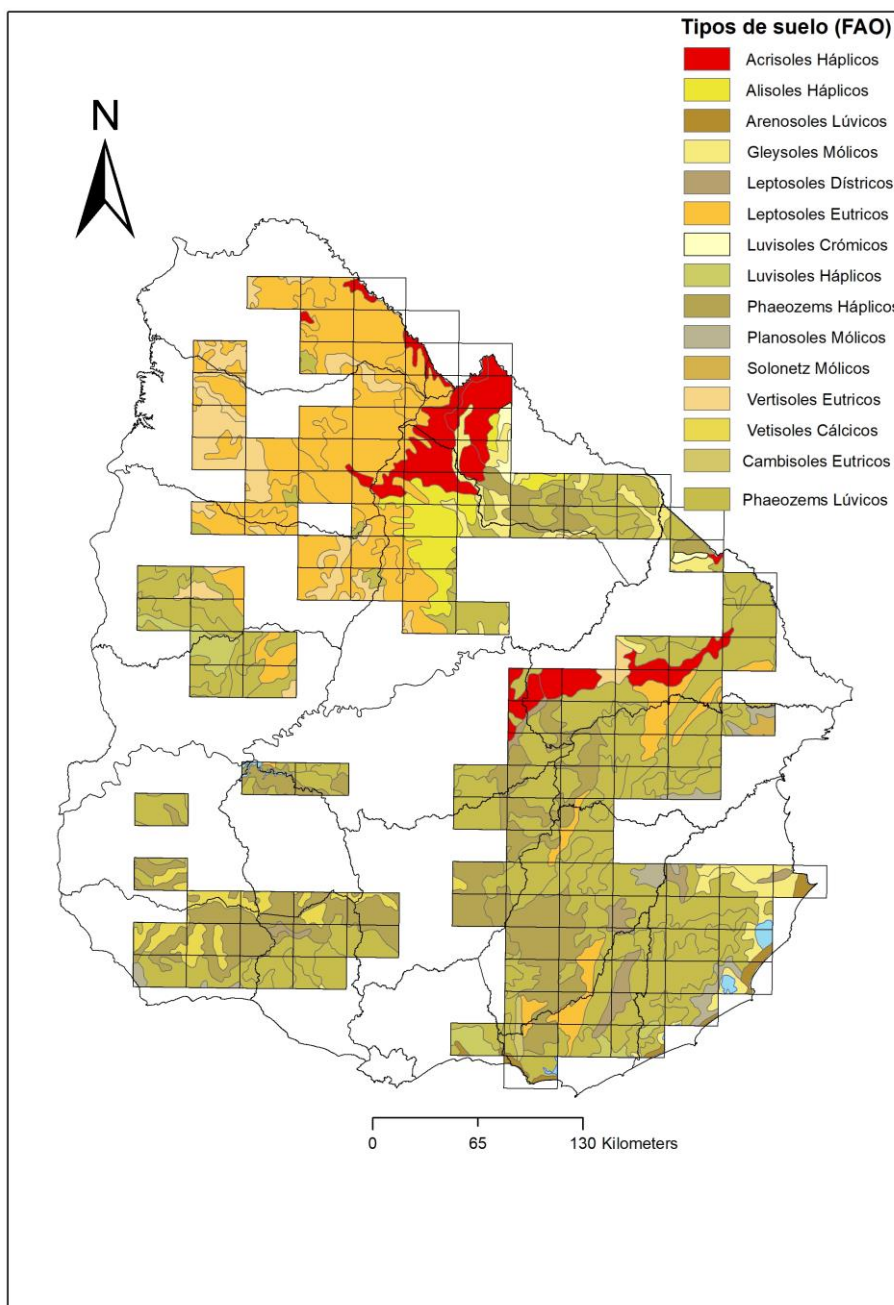 Tipos de suelo (FAO)
Acrisoles Háplicos
Alisoles Háplicos
Arenosoles Lúvicos
Gleysoles Mólicos
Leptosoles Dístricos
Leptosoles Eutricos
Luvisoles Crómicos
Luvisoles Háplicos
Phaeozems Háplicos
Planosoles Mólicos
Solonetz Mólicos
Vertisoles Eutricos
Vetisoles Cálcicos
Cambisoles Eutricos
Phaeozems Lúvicos
N
0 65 130 Kilometers